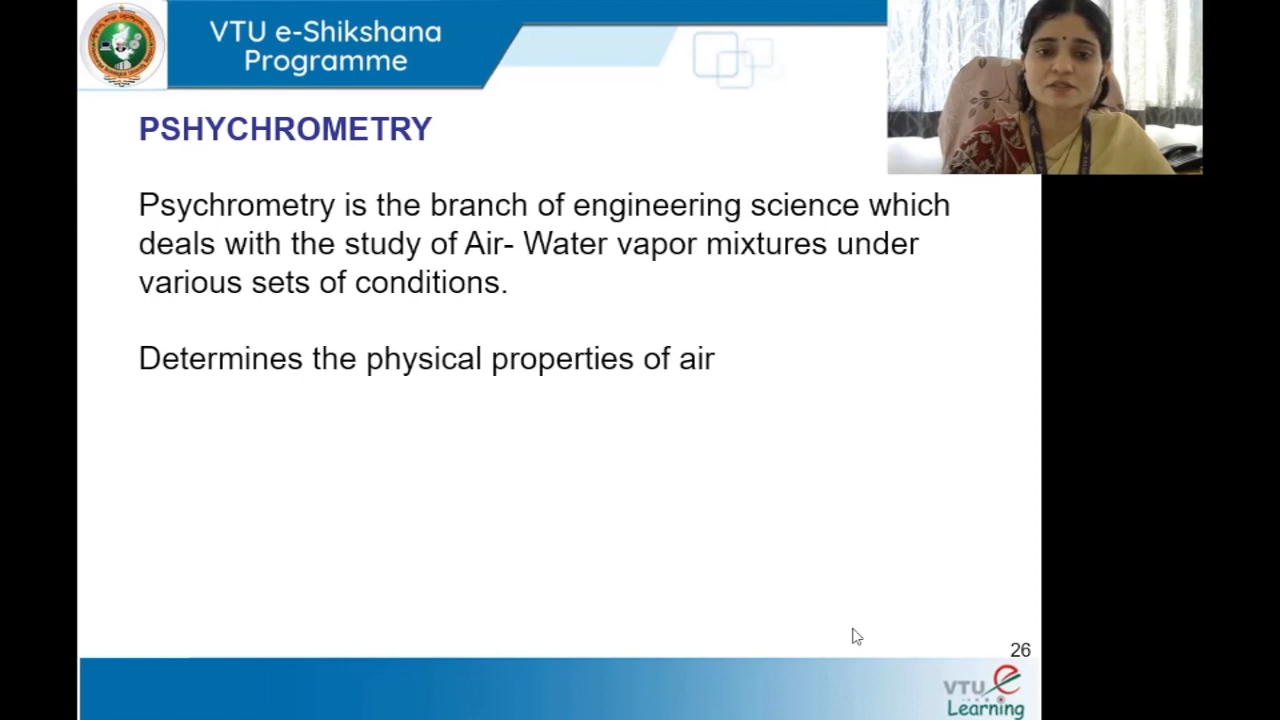 VTU e-Shikshana
Programme
PSHYCHROMETRY
Psychrometry is the branch of engineering science which
deals with the study of Air- Water vapor mixtures under
various sets of conditions.
Determines the physical properties of air
26
VTU e
Learning